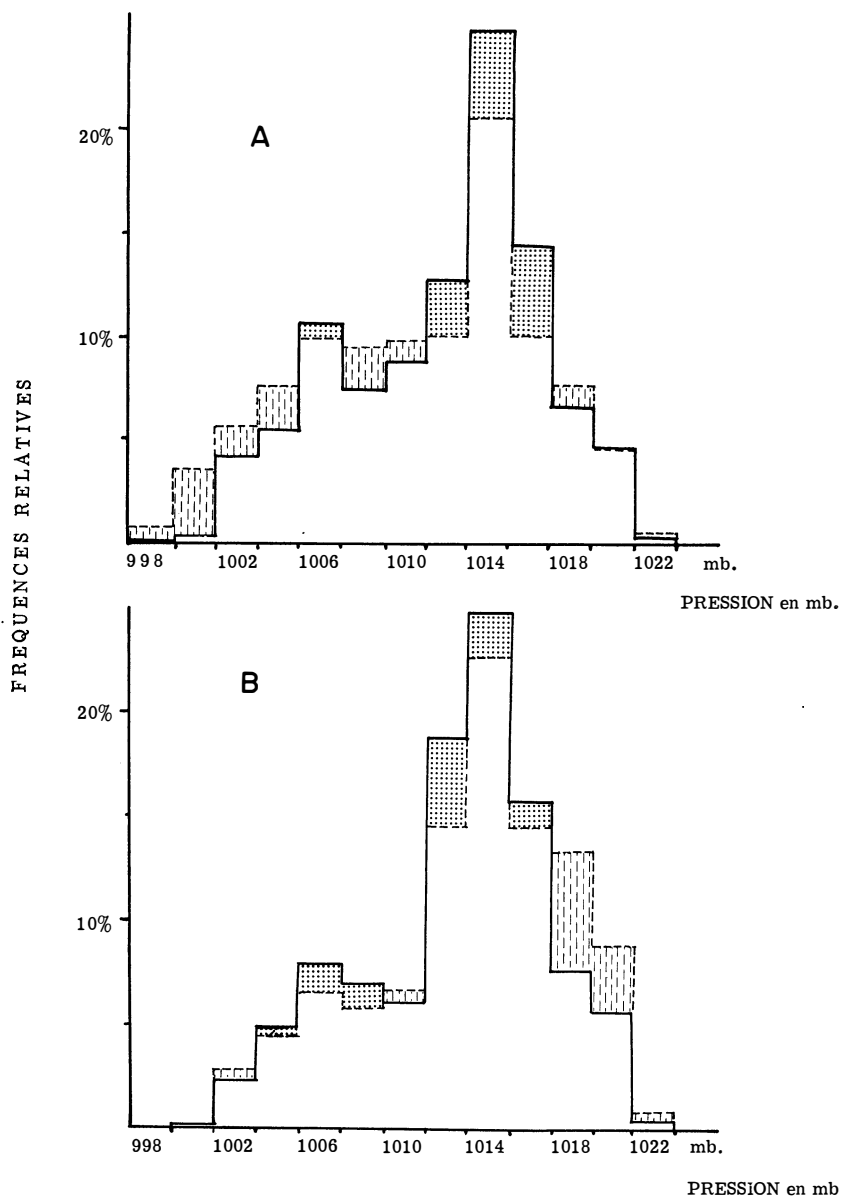 FREQUENCES RELATIVES
A
20%
10%
998 1002 1006 1010 1014 1018 1022 mb.
PRESSION en mb.
B
20%
10%
998 1002 1006 1010 1014 1018 1022 mb.
PRESSiON en mb